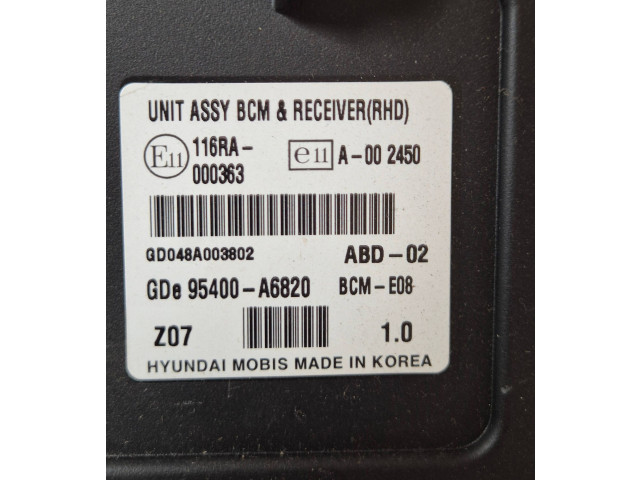 UNIT ASSY BCM & RECEIVER(RHD)
E11 116RA-000363 e11 A-00 2450
GD048A003802 ABD-02
GDe 95400-A6820 BCM-E08
Z07 1.0
HYUNDAI MOBIS MADE IN KOREA